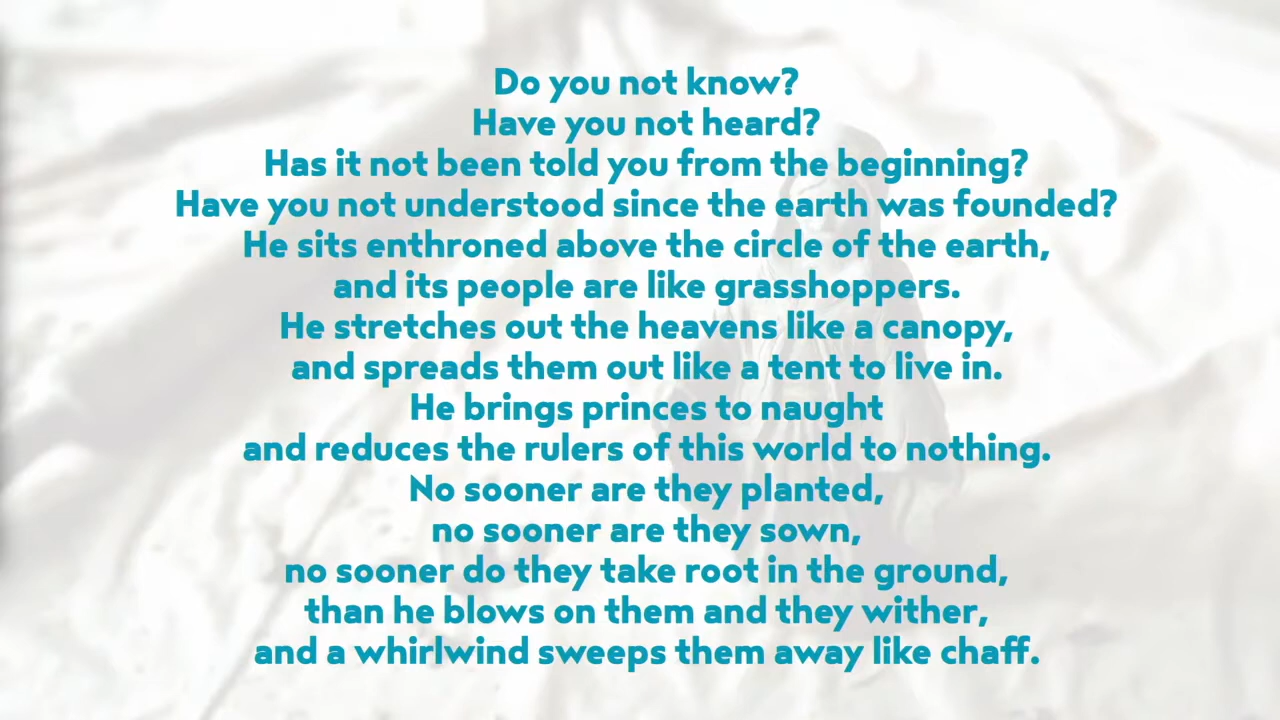 Do you not know?
Have you not heard?
Has it not been told you from the beginning?
Have you not understood since the earth was founded?
He sits enthroned above the circle of the earth,
and its people are like grasshoppers.
He stretches out the heavens like a canopy,
and spreads them out like a tent to live in.
He brings princes to naught
and reduces the rulers of this world to nothing.
No sooner are they planted,
no sooner are they sown,
no sooner do they take root in the ground,
than he blows on them and they wither,
and a whirlwind sweeps them away like chaff.